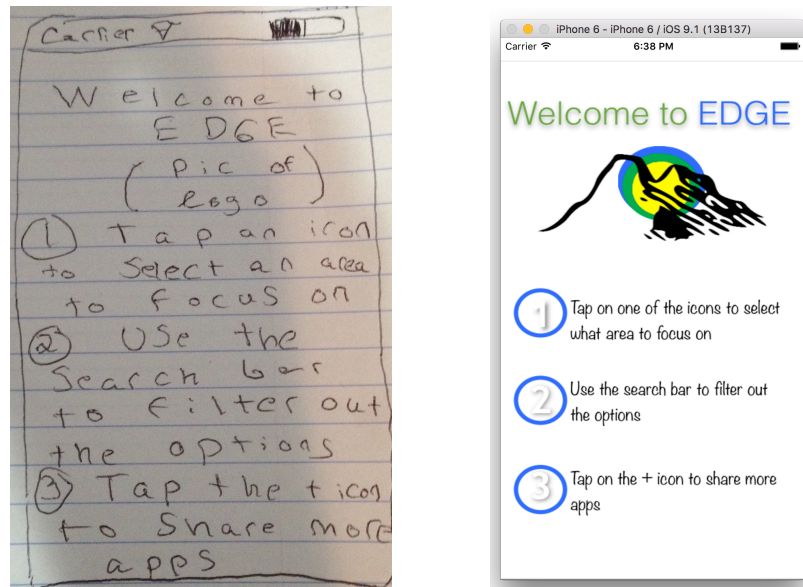 Carrier
Welcome to
EDGE
(Pic of
logo)
1 Tap an icon
to Select an area
to focus on
2 Use the
Search bar
to filter out
the options
3 Tap the + icon
to Share more
apps
iPhone 6 - iPhone 6 / iOS 9.1 (13B137)
Carrier 6:38 PM
Welcome to EDGE
1 Tap on one of the icons to select
what area to focus on
2 Use the search bar to filter out
the options
3 Tap on the + icon to share more
apps